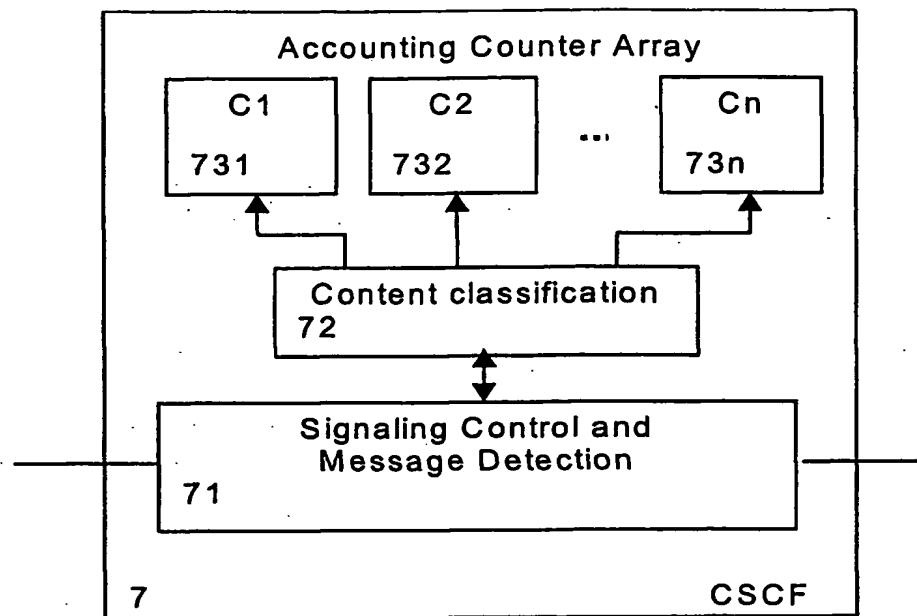 Accounting Counter Array
C1
731
C2
732
...
Cn
73n
Content classification
72
Signaling Control and
Message Detection
71
7
CSCF